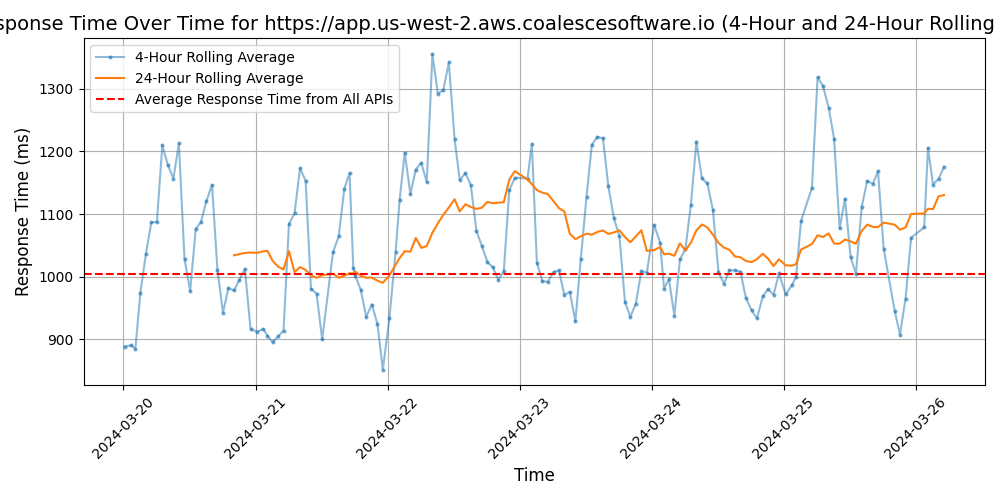 sponse Time Over Time for https://app.us-west-2.aws.coalescesoftware.io (4-Hour and 24-Hour Rolling
4-Hour Rolling Average
24-Hour Rolling Average
Average Response Time from All APIs
Response Time (ms)
1300
1200
1100
1000
900
2024-03-20
2024-03-21
2024-03-22
2024-03-23
2024-03-24
2024-03-25
2024-03-26
Time